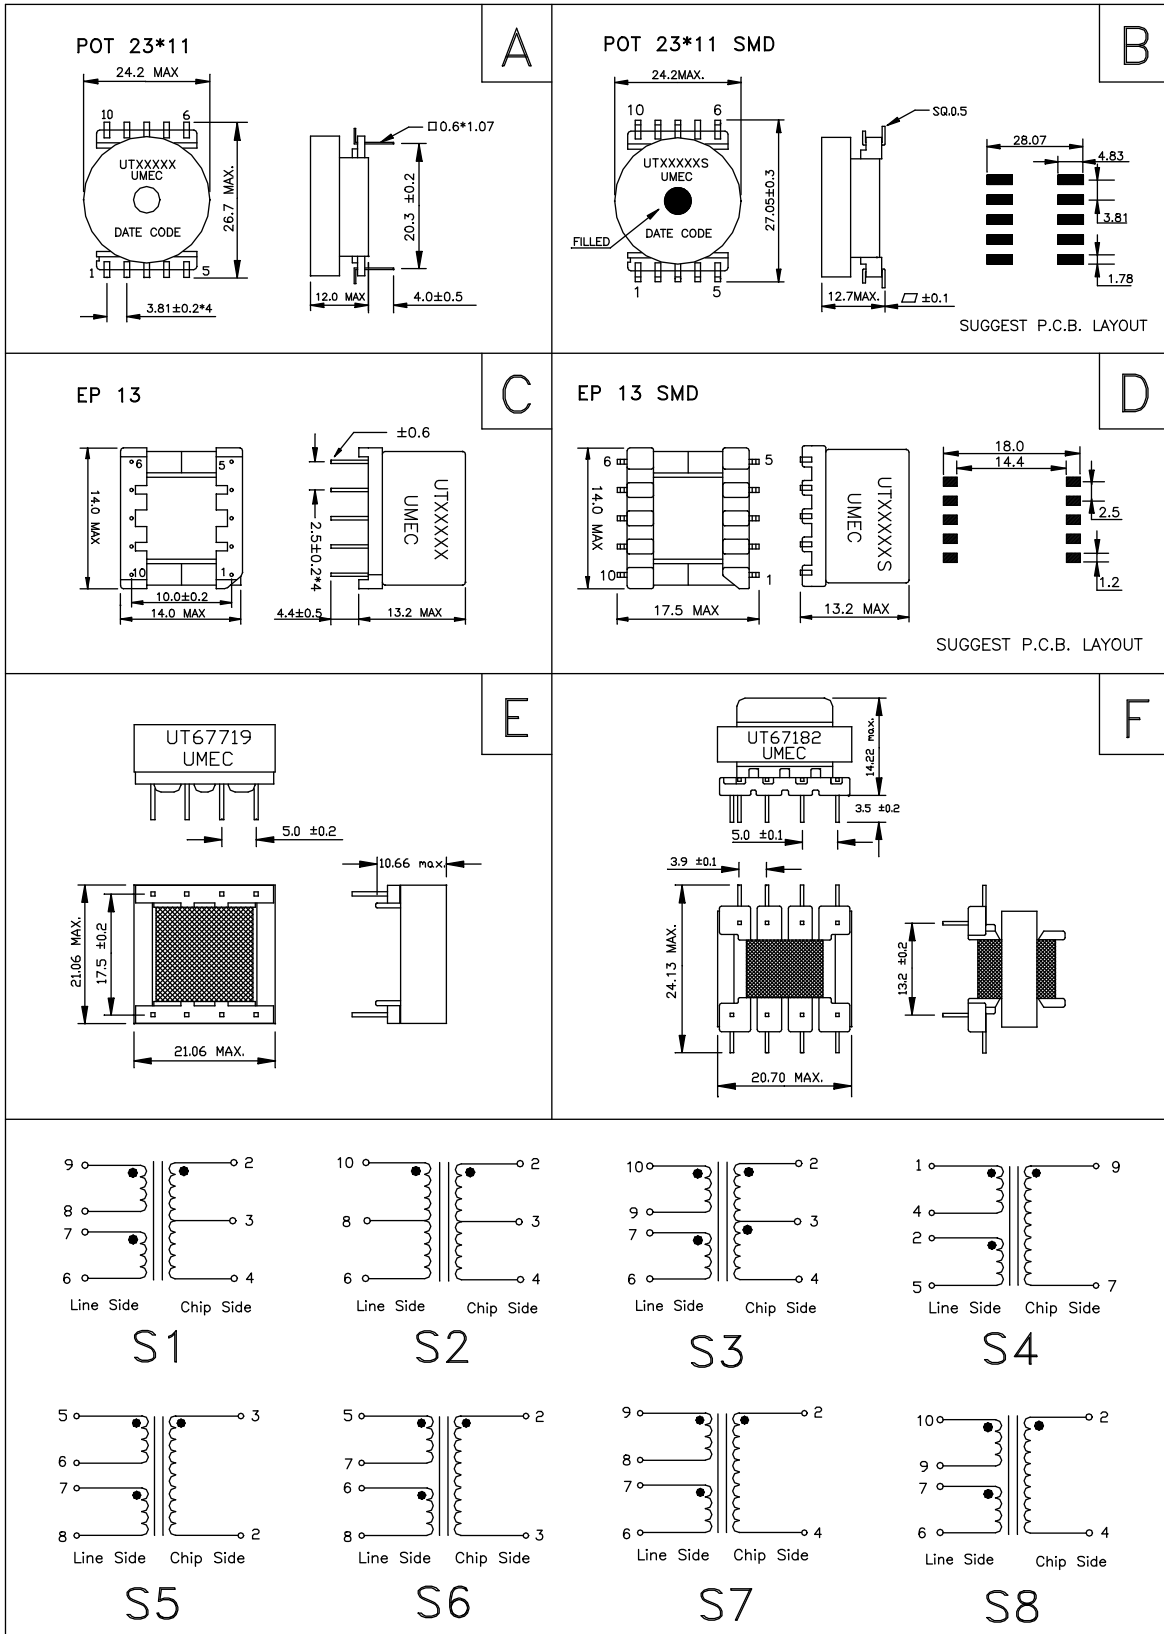 A
POT 23*11
24.2 MAX
10
6
UTXXXXX
UMEC
DATE CODE
1
5
26.7 MAX.
3.81±0.2*4
□0.6*1.07
20.3 ±0.2
12.0 MAX
4.0±0.5
B
POT 23*11 SMD
24.2MAX.
10
6
UTXXXXXS
UMEC
DATE CODE
FILLED
1
5
27.05±0.3
SQ.0.5
12.7MAX.
▱ ±0.1
28.07
4.83
3.81
1.78
SUGGEST P.C.B. LAYOUT
C
EP 13
6
5
10
1
14.0 MAX
10.0±0.2
14.0 MAX
±0.6
2.5±0.2*4
UTXXXXX
UMEC
4.4±0.5
13.2 MAX
D
EP 13 SMD
6
5
10
1
14.0 MAX
17.5 MAX
UTXXXXXS
UMEC
13.2 MAX
18.0
14.4
2.5
1.2
SUGGEST P.C.B. LAYOUT
E
UT67719
UMEC
5.0 ±0.2
21.06 MAX.
17.5 ±0.2
21.06 MAX.
10.66 max.
F
UT67182
UMEC
14.22 max.
3.5 ±0.2
5.0 ±0.1
3.9 ±0.1
24.13 MAX.
20.70 MAX.
13.2 ±0.2
9
8
7
6
2
3
4
Line Side
Chip Side
S1
10
8
6
2
3
4
Line Side
Chip Side
S2
10
9
7
6
2
3
4
Line Side
Chip Side
S3
1
4
2
5
9
7
Line Side
Chip Side
S4
5
6
7
8
3
2
Line Side
Chip Side
S5
5
7
6
8
2
3
Line Side
Chip Side
S6
9
8
7
6
2
4
Line Side
Chip Side
S7
10
9
7
6
2
4
Line Side
Chip Side
S8